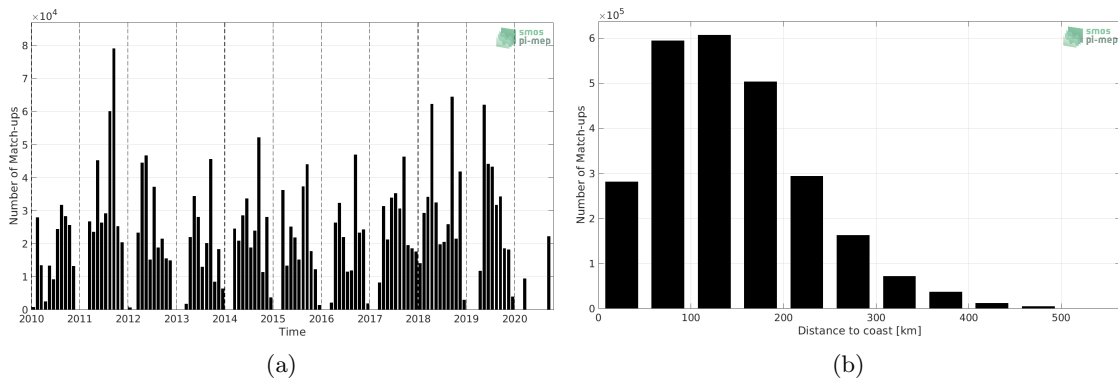 ×10⁴
8
7
6
5
4
3
2
1
0
Number of Match-ups
2010 2011 2012 2013 2014 2015 2016 2017 2018 2019 2020
Time
smos
pi-mep
(a)
×10⁵
6
5
4
3
2
1
0
Number of Match-ups
0 100 200 300 400 500
Distance to coast [km]
smos
pi-mep
(b)